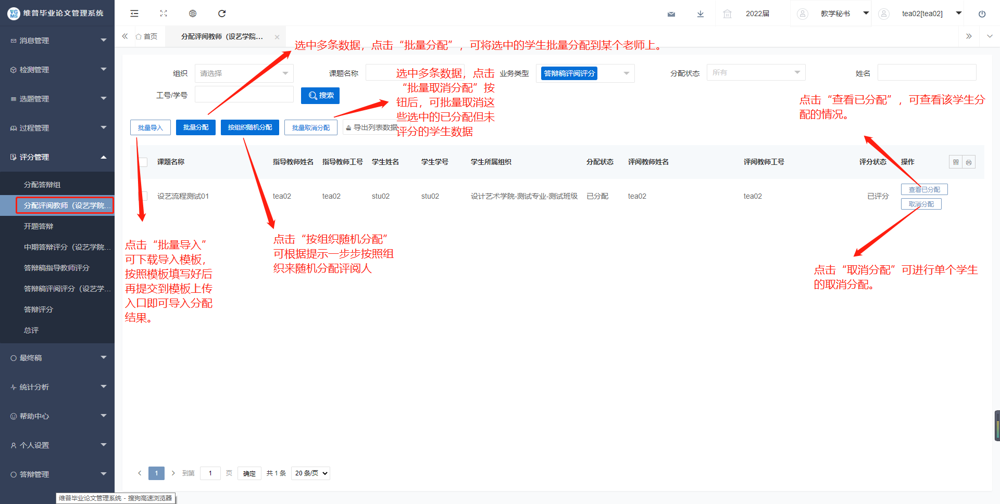 维普毕业论文管理系统
2022届
教学秘书
tea02[tea02]
首页
分配评阅教师（设艺学院...
消息管理
检测管理
选题管理
过程管理
评分管理
分配答辩组
分配评阅教师（设艺学院...
开题答辩
中期答辩评分（设艺学院...
答辩稿指导教师评分
答辩稿评阅评分（设艺学...
答辩评分
总评
最终稿
统计分析
帮助中心
个人设置
答辩管理
选中多条数据，点击“批量分配”，可将选中的学生批量分配到某个老师上。
组织
请选择
课题名称
业务类型
答辩稿评阅评分
分配状态
所有
姓名
工号/学号
搜索
选中多条数据，点击
“批量取消分配”按
钮后，可批量取消这
些选中的已分配但未
评分的学生数据
点击“查看已分配”，可查看该学生分
配的情况。
批量导入
批量分配
按组织随机分配
批量取消分配
导出列表数据
课题名称 指导教师姓名 指导教师工号 学生姓名 学生学号 学生所属组织 分配状态 评阅教师姓名 评阅教师工号 评分状态 操作
设艺流程测试01 tea02 tea02 stu02 stu02 设计艺术学院-测试专业-测试班级 已分配 tea02 tea02 已评分 查看已分配
取消分配
点击“批量导入”
可下载导入模板，
按照模板填写好后
再提交到模板上传
入口即可导入分配
结果。
点击“按组织随机分配”
可根据提示一步步按照组
织来随机分配评阅人
点击“取消分配”可进行单个学生
的取消分配。
1 到第 1 页 确定 共 1 条 20 条/页
维普毕业论文管理系统 - 搜狗高速浏览器